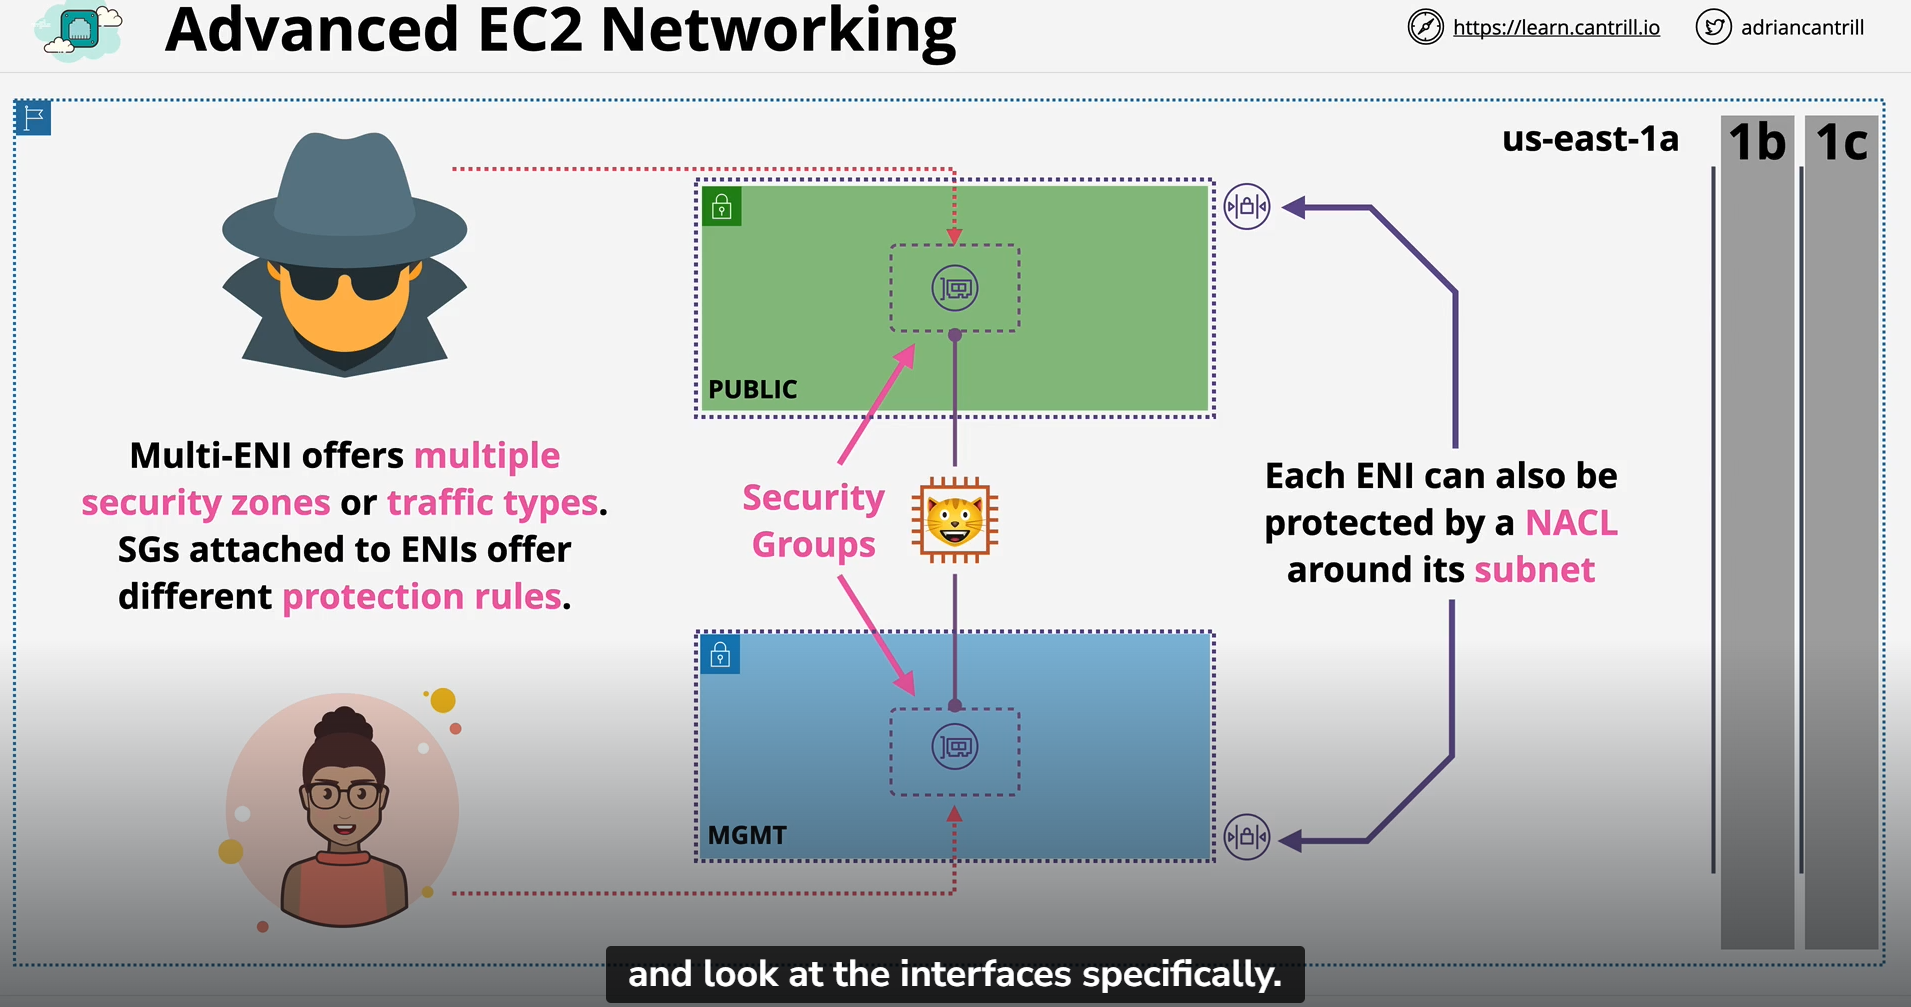 Advanced EC2 Networking
https://learn.cantrill.io
adriancantrill
us-east-1a
1b
1c
PUBLIC
Multi-ENI offers multiple
security zones or traffic types.
SGs attached to ENIs offer
different protection rules.
Security
Groups
Each ENI can also be
protected by a NACL
around its subnet
MGMT
and look at the interfaces specifically.